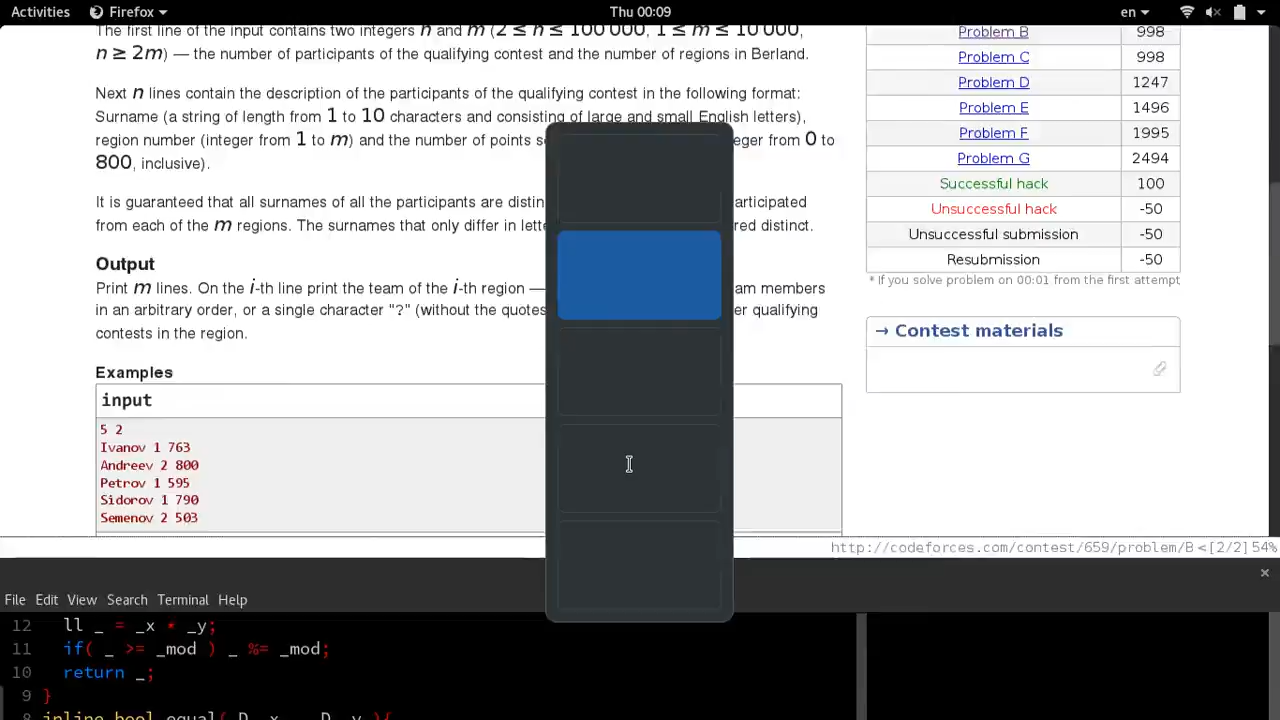 Activities Firefox Thu 00:09 en
The first line of the input contains two integers n and m (2 ≤ n ≤ 100 000, 1 ≤ m ≤ 10 000,
n ≥ 2m) — the number of participants of the qualifying contest and the number of regions in Berland.
Next n lines contain the description of the participants of the qualifying contest in the following format:
Surname (a string of length from 1 to 10 characters and consisting of large and small English letters),
region number (integer from 1 to m) and the number of points eger from 0 to
800, inclusive).
It is guaranteed that all surnames of all the participants are distin articipated
from each of the m regions. The surnames that only differ in lette red distinct.
Output
Print m lines. On the i-th line print the team of the i-th region — am members
in an arbitrary order, or a single character "?" (without the quotes er qualifying
contests in the region.
Examples
input
5 2
Ivanov 1 763
Andreev 2 800
Petrov 1 595
Sidorov 1 790
Semenov 2 503
Problem B 998
Problem C 998
Problem D 1247
Problem E 1496
Problem F 1995
Problem G 2494
Successful hack 100
Unsuccessful hack -50
Unsuccessful submission -50
Resubmission -50
* If you solve problem on 00:01 from the first attempt
→ Contest materials
http://codeforces.com/contest/659/problem/B <[2/2] 54%
File Edit View Search Terminal Help
12 ll _ = _x * _y;
11 if( _ >= _mod ) _ %= _mod;
10 return _;
9 }
8 inline bool equal( D _x , D _y ){